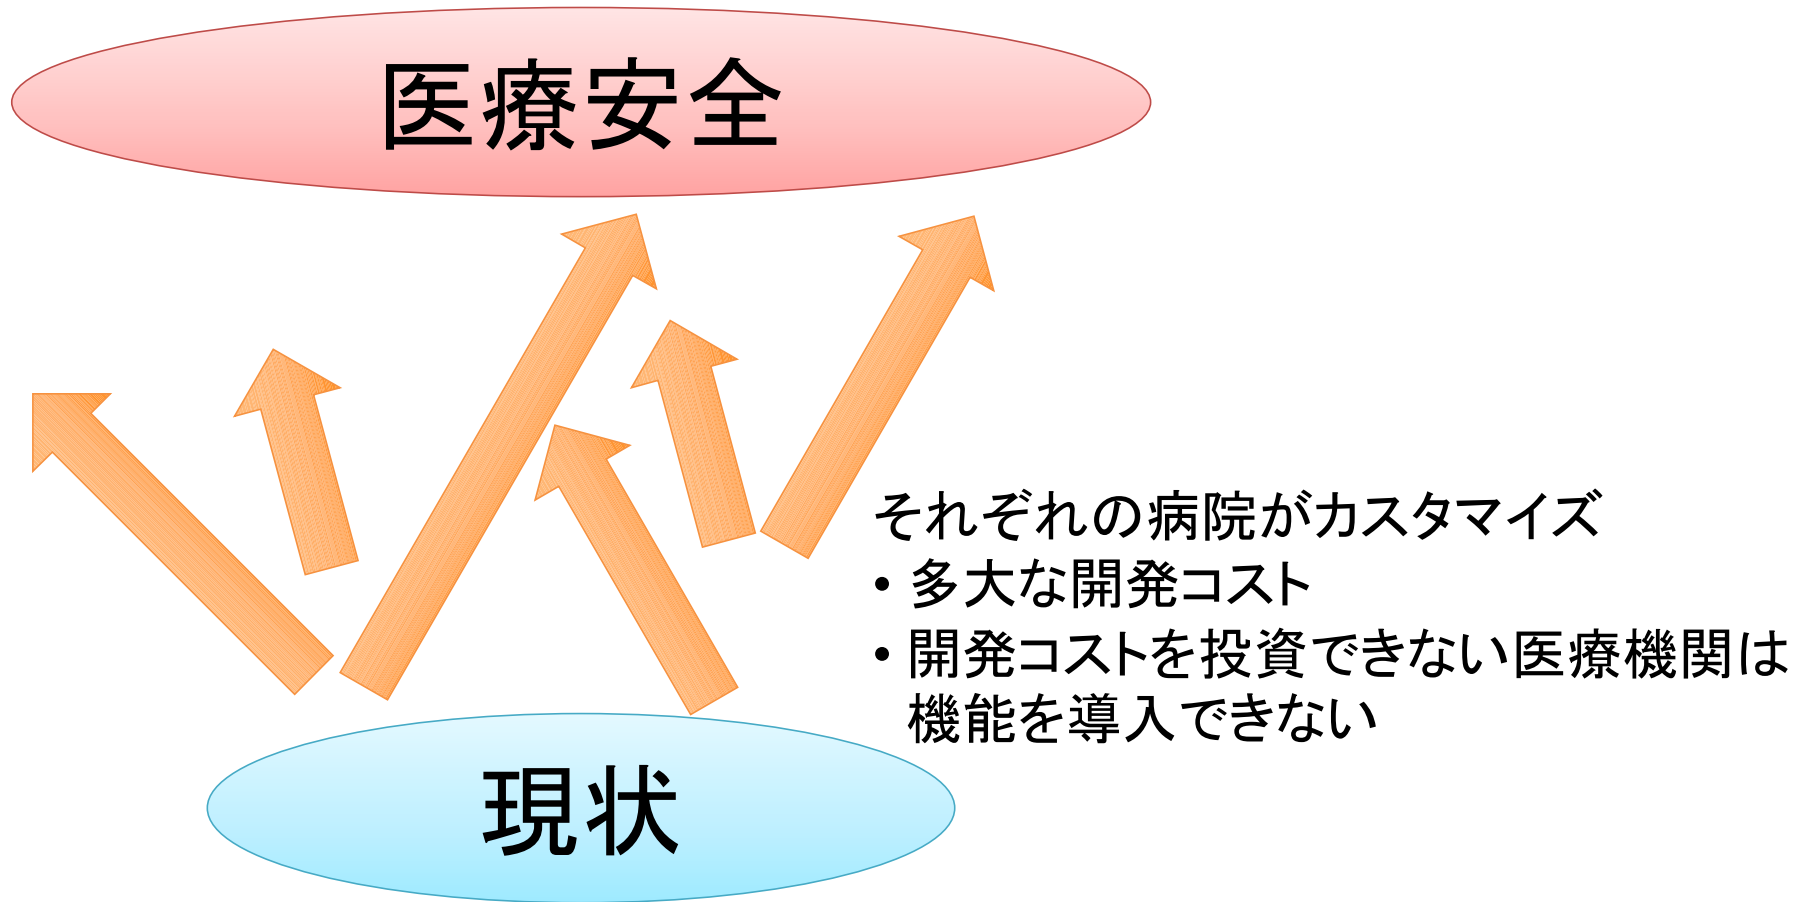 医療安全
それぞれの病院がカスタマイズ
• 多大な開発コスト
• 開発コストを投資できない医療機関は
機能を導入できない
現状